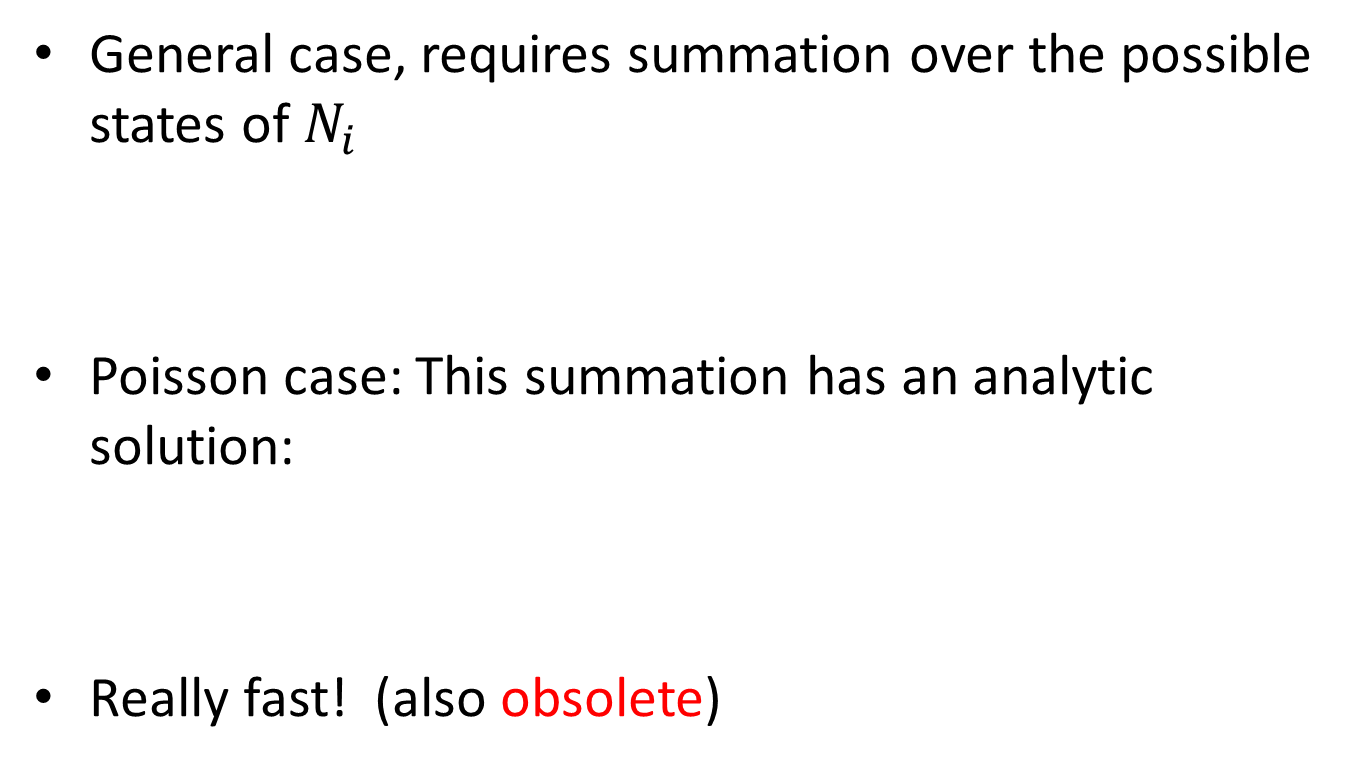 • General case, requires summation over the possible
states of $N_i$
• Poisson case: This summation has an analytic
solution:
• Really fast!  (also obsolete)